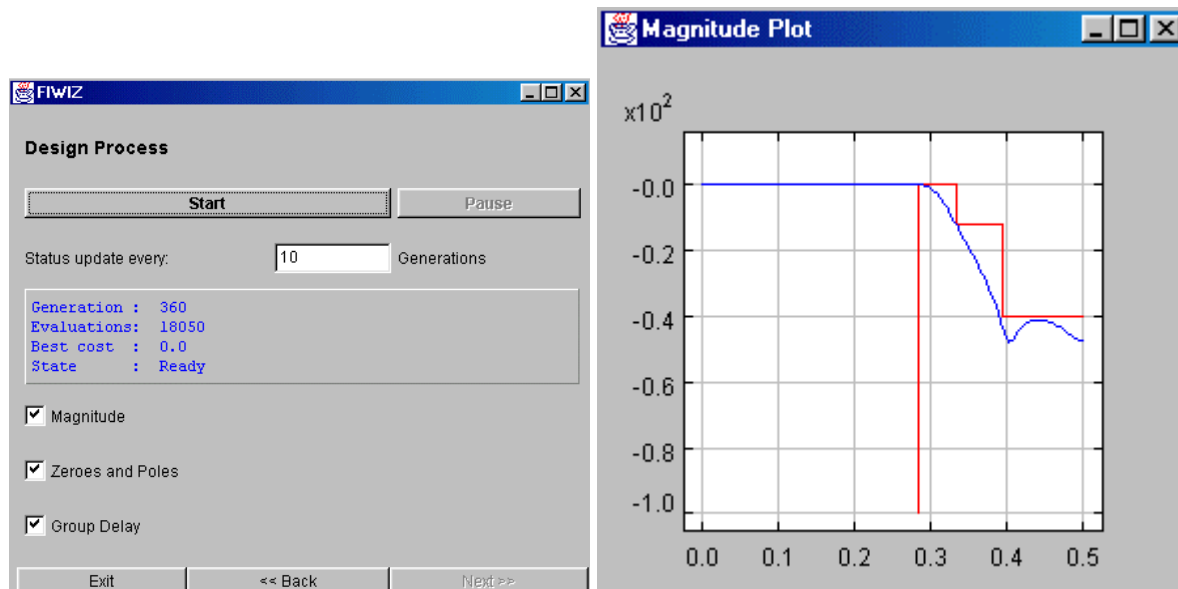 FIWIZ
Design Process
Start Pause
Status update every: 10 Generations
Generation : 360
Evaluations: 18050
Best cost : 0.0
State : Ready
Magnitude
Zeroes and Poles
Group Delay
Exit << Back Next >>
Magnitude Plot
x10²
-0.0
-0.2
-0.4
-0.6
-0.8
-1.0
0.0 0.1 0.2 0.3 0.4 0.5